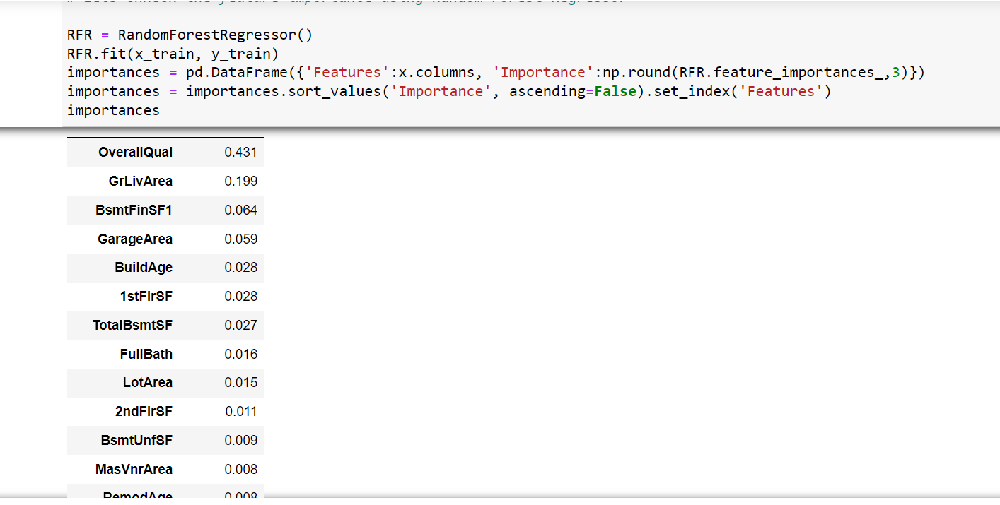 RFR = RandomForestRegressor()
RFR.fit(x_train, y_train)
importances = pd.DataFrame({'Features':x.columns, 'Importance':np.round(RFR.feature_importances_,3)})
importances = importances.sort_values('Importance', ascending=False).set_index('Features')
importances
OverallQual 0.431
GrLivArea 0.199
BsmtFinSF1 0.064
GarageArea 0.059
BuildAge 0.028
1stFlrSF 0.028
TotalBsmtSF 0.027
FullBath 0.016
LotArea 0.015
2ndFlrSF 0.011
BsmtUnfSF 0.009
MasVnrArea 0.008
RemodAge 0.008